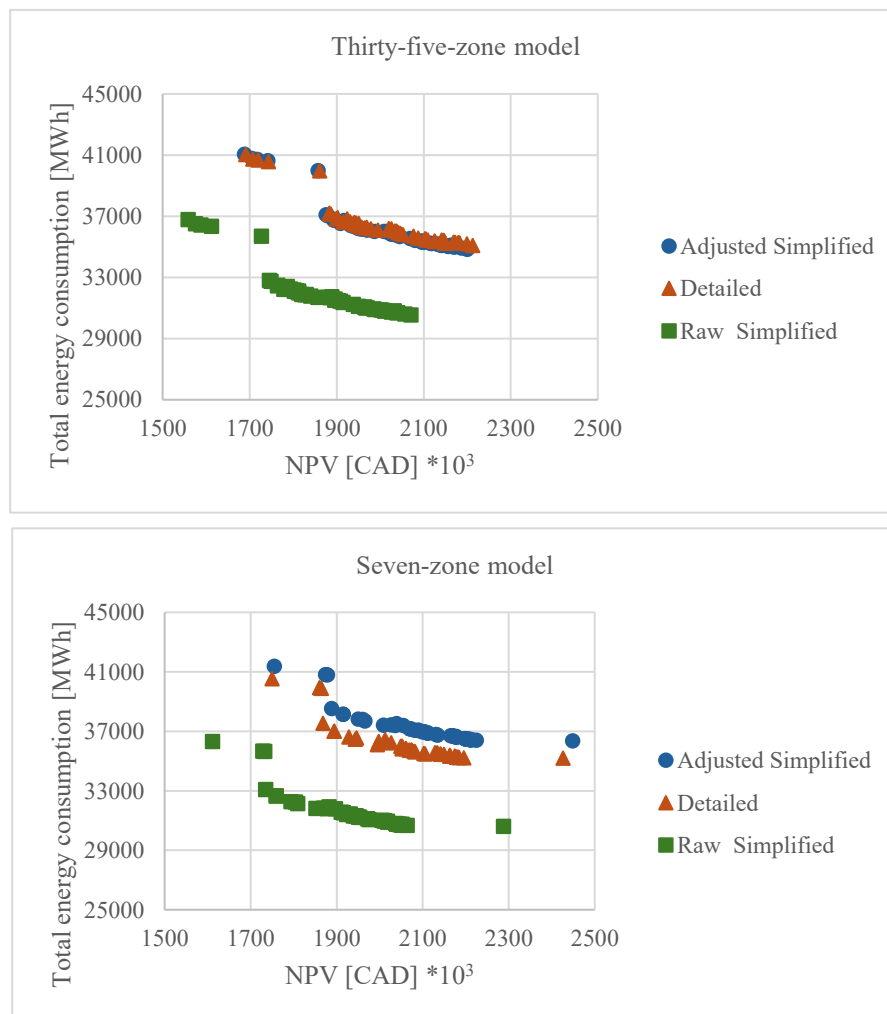 Thirty-five-zone model
Total energy consumption [MWh]
45000
41000
37000
33000
29000
25000
1500 1700 1900 2100 2300 2500
NPV [CAD] *10³
Adjusted Simplified
Detailed
Raw Simplified
Seven-zone model
Total energy consumption [MWh]
45000
41000
37000
33000
29000
25000
1500 1700 1900 2100 2300 2500
NPV [CAD] *10³
Adjusted Simplified
Detailed
Raw Simplified